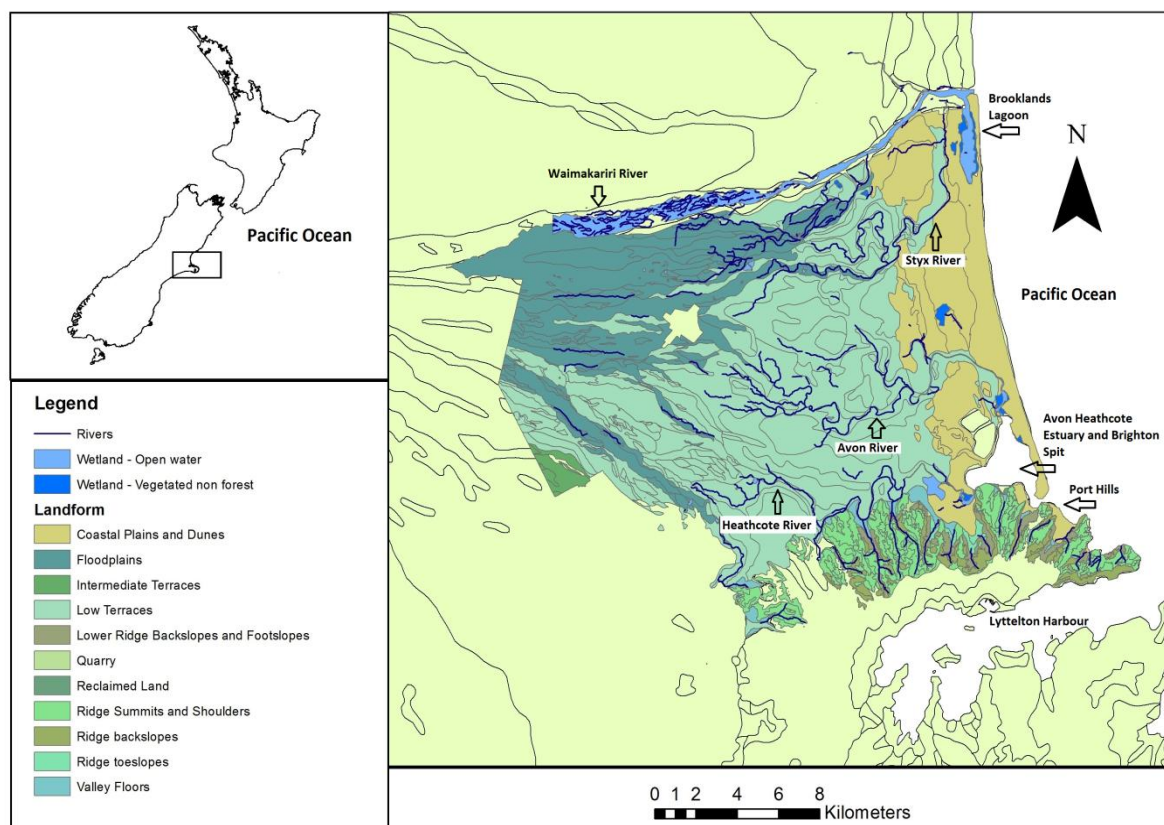 Pacific Ocean
Legend
Rivers
Wetland - Open water
Wetland - Vegetated non forest
Landform
Coastal Plains and Dunes
Floodplains
Intermediate Terraces
Low Terraces
Lower Ridge Backslopes and Footslopes
Quarry
Reclaimed Land
Ridge Summits and Shoulders
Ridge backslopes
Ridge toeslopes
Valley Floors
Brooklands
Lagoon
N
Waimakariri River
Styx River
Pacific Ocean
Avon Heathcote
Estuary and Brighton
Spit
Avon River
Port Hills
Heathcote River
Lyttelton Harbour
0 1 2 4 6 8
Kilometers